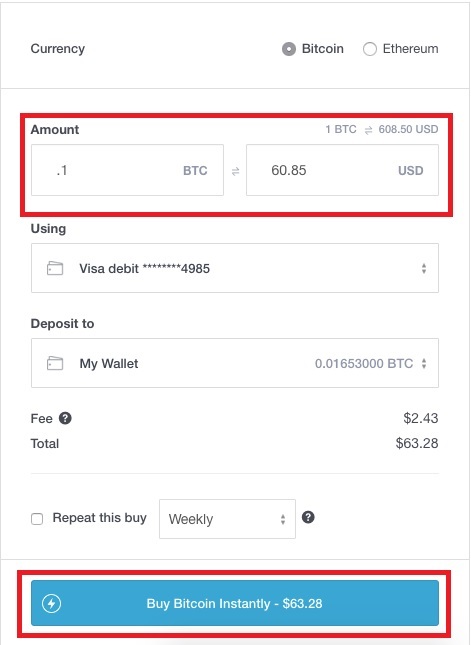 Currency Bitcoin Ethereum
Amount 1 BTC ⇌ 608.50 USD
.1 BTC ⇌ 60.85 USD
Using
Visa debit ********4985
Deposit to
My Wallet 0.01653000 BTC
Fee ? $2.43
Total $63.28
Repeat this buy Weekly ?
Buy Bitcoin Instantly - $63.28